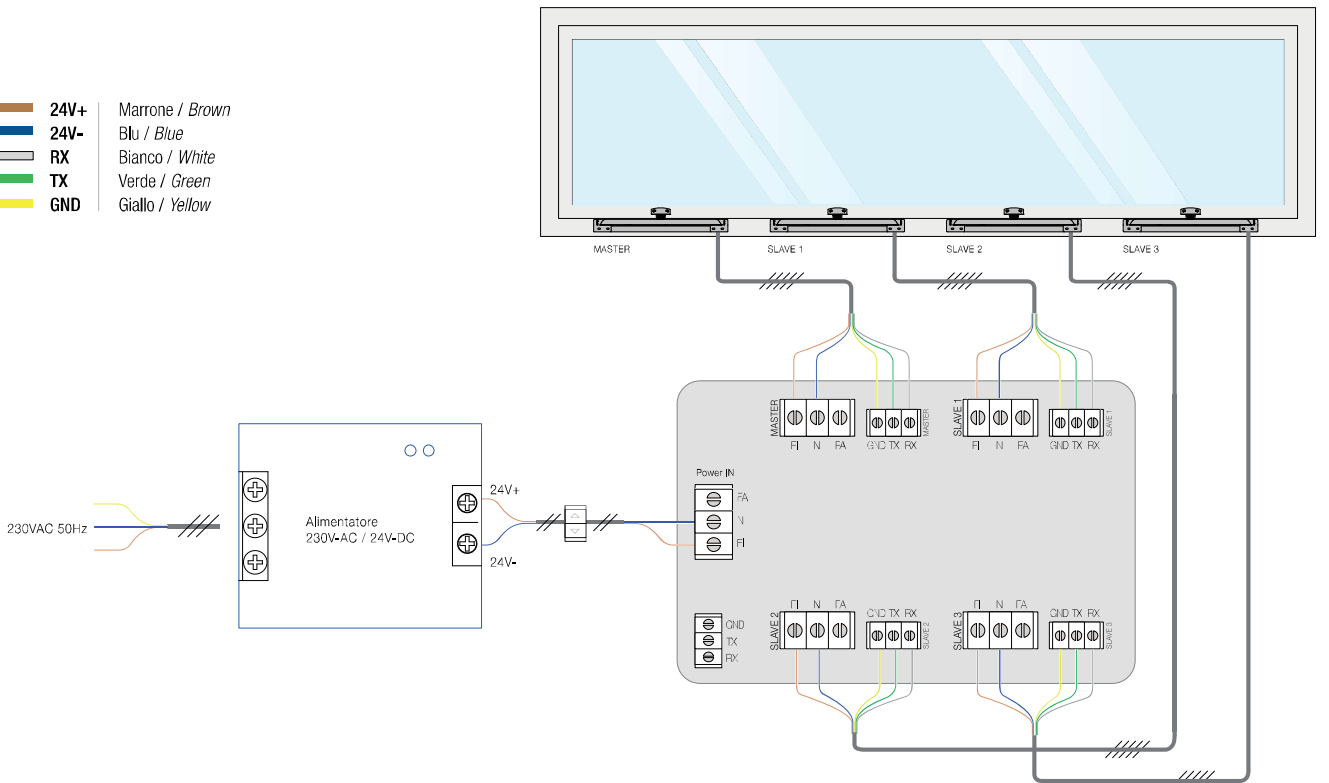 24V+ Marrone / Brown
24V- Blu / Blue
RX Bianco / White
TX Verde / Green
GND Giallo / Yellow
MASTER SLAVE 1 SLAVE 2 SLAVE 3
MASTER
FI N FA
GND TX RX
MASTER
SLAVE 1
FI N FA
GND TX RX
SLAVE 1
230VAC 50Hz
Alimentatore
230V-AC / 24V-DC
24V+
24V-
Power IN
FA
N
FI
GND
TX
RX
SLAVE 2
FI N FA
GND TX RX
SLAVE 2
SLAVE 3
FI N FA
GND TX RX
SLAVE 3